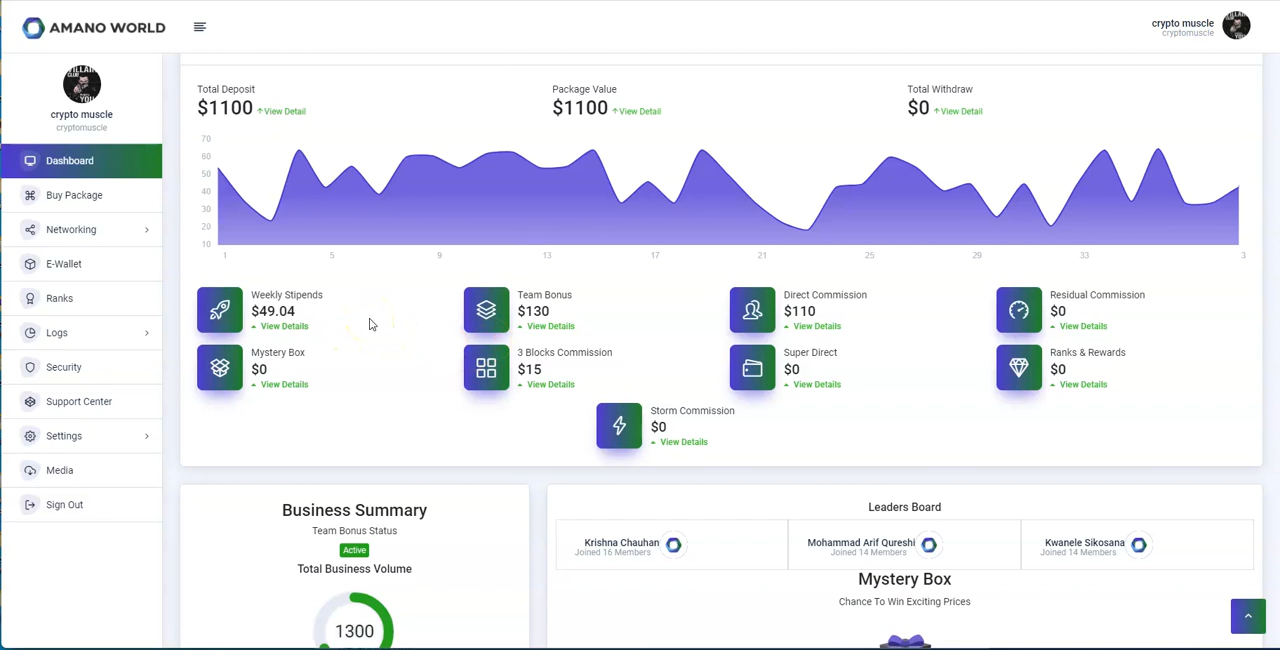 AMANO WORLD
crypto muscle
cryptomuscle
crypto muscle
cryptomuscle
Dashboard
Buy Package
Networking
E-Wallet
Ranks
Logs
Security
Support Center
Settings
Media
Sign Out
Total Deposit
$1100 View Detail
Package Value
$1100 View Detail
Total Withdraw
$0 View Detail
70
60
50
40
30
20
10
1 5 9 13 17 21 25 29 33 3
Weekly Stipends
$49.04
View Details
Team Bonus
$130
View Details
Direct Commission
$110
View Details
Residual Commission
$0
View Details
Mystery Box
$0
View Details
3 Blocks Commission
$15
View Details
Super Direct
$0
View Details
Ranks & Rewards
$0
View Details
Storm Commission
$0
View Details
Business Summary
Team Bonus Status
Active
Total Business Volume
1300
Leaders Board
Krishna Chauhan
Joined 16 Members
Mohammad Arif Qureshi
Joined 14 Members
Kwanele Sikosana
Joined 14 Members
Mystery Box
Chance To Win Exciting Prices